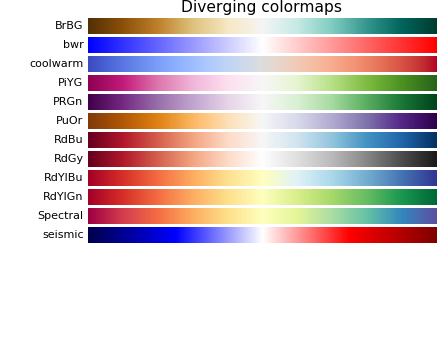 Diverging colormaps
BrBG
bwr
coolwarm
PiYG
PRGn
PuOr
RdBu
RdGy
RdYlBu
RdYlGn
Spectral
seismic